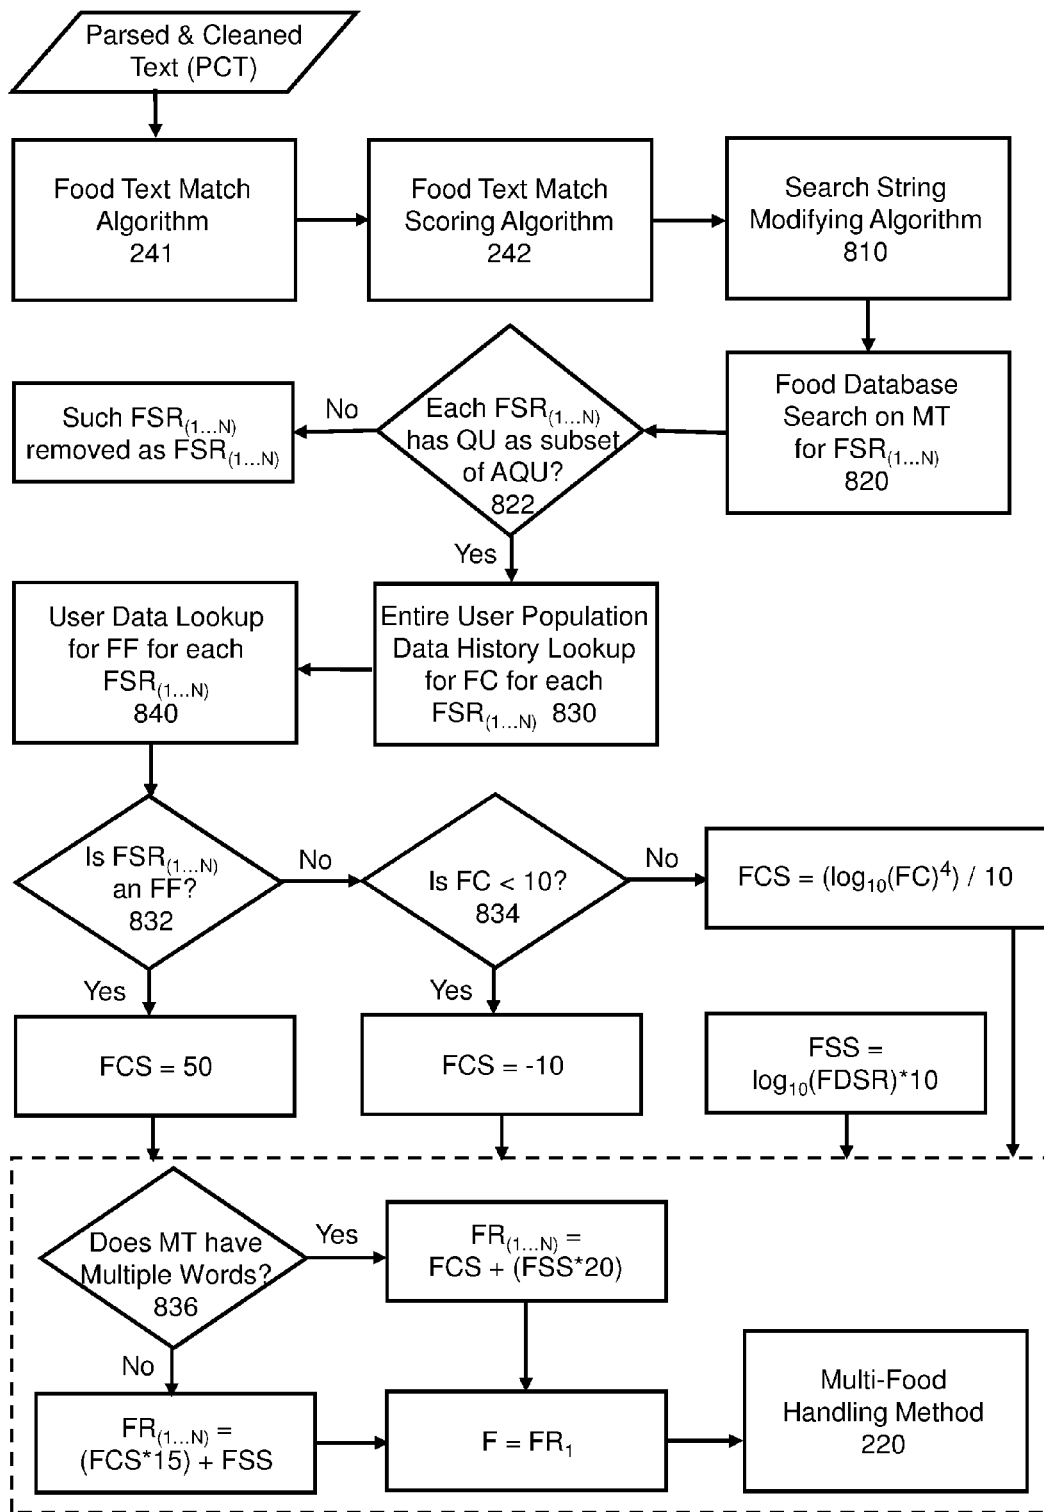 Parsed & Cleaned
Text (PCT)
Food Text Match
Algorithm
241
Food Text Match
Scoring Algorithm
242
Search String
Modifying Algorithm
810
Food Database
Search on MT
for FSR(1...N)
820
Each FSR(1...N)
has QU as subset
of AQU?
822
No
Such FSR(1...N)
removed as FSR(1...N)
Yes
Entire User Population
Data History Lookup
for FC for each
FSR(1...N) 830
User Data Lookup
for FF for each
FSR(1...N)
840
Is FSR(1...N)
an FF?
832
No
Is FC < 10?
834
No
FCS = (log10(FC)4) / 10
Yes
Yes
FCS = 50
FCS = -10
FSS =
log10(FDSR)*10
Does MT have
Multiple Words?
836
Yes
FR(1...N) =
FCS + (FSS*20)
No
FR(1...N) =
(FCS*15) + FSS
F = FR1
Multi-Food
Handling Method
220